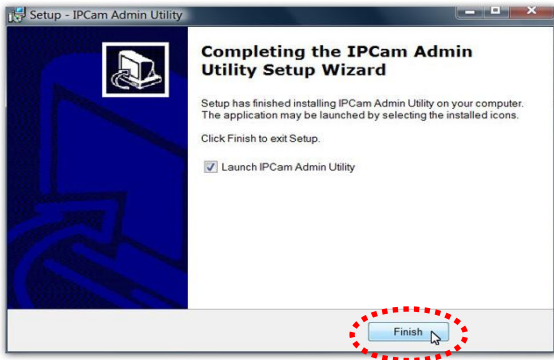 Setup - IPCam Admin Utility
Completing the IPCam Admin
Utility Setup Wizard
Setup has finished installing IPCam Admin Utility on your computer.
The application may be launched by selecting the installed icons.
Click Finish to exit Setup.
Launch IPCam Admin Utility
Finish